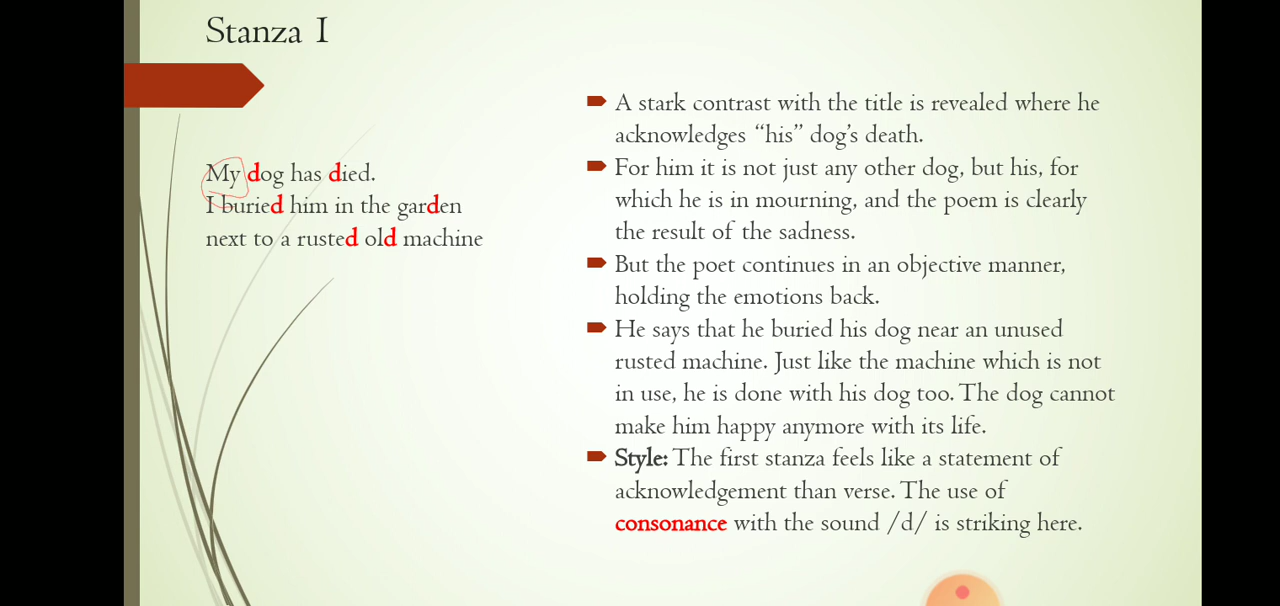 Stanza I
My dog has died.
I buried him in the garden
next to a rusted old machine
A stark contrast with the title is revealed where he
acknowledges “his” dog’s death.
For him it is not just any other dog, but his, for
which he is in mourning, and the poem is clearly
the result of the sadness.
But the poet continues in an objective manner,
holding the emotions back.
He says that he buried his dog near an unused
rusted machine. Just like the machine which is not
in use, he is done with his dog too. The dog cannot
make him happy anymore with its life.
Style: The first stanza feels like a statement of
acknowledgement than verse. The use of
consonance with the sound /d/ is striking here.